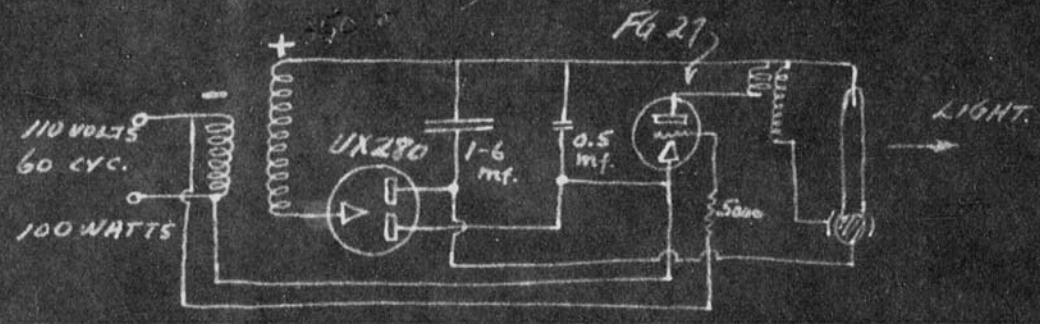 FG 27
+
110 VOLTS
60 CYC.
100 WATTS
UX280
1-6
mf.
0.5
mf.
5000
LIGHT.